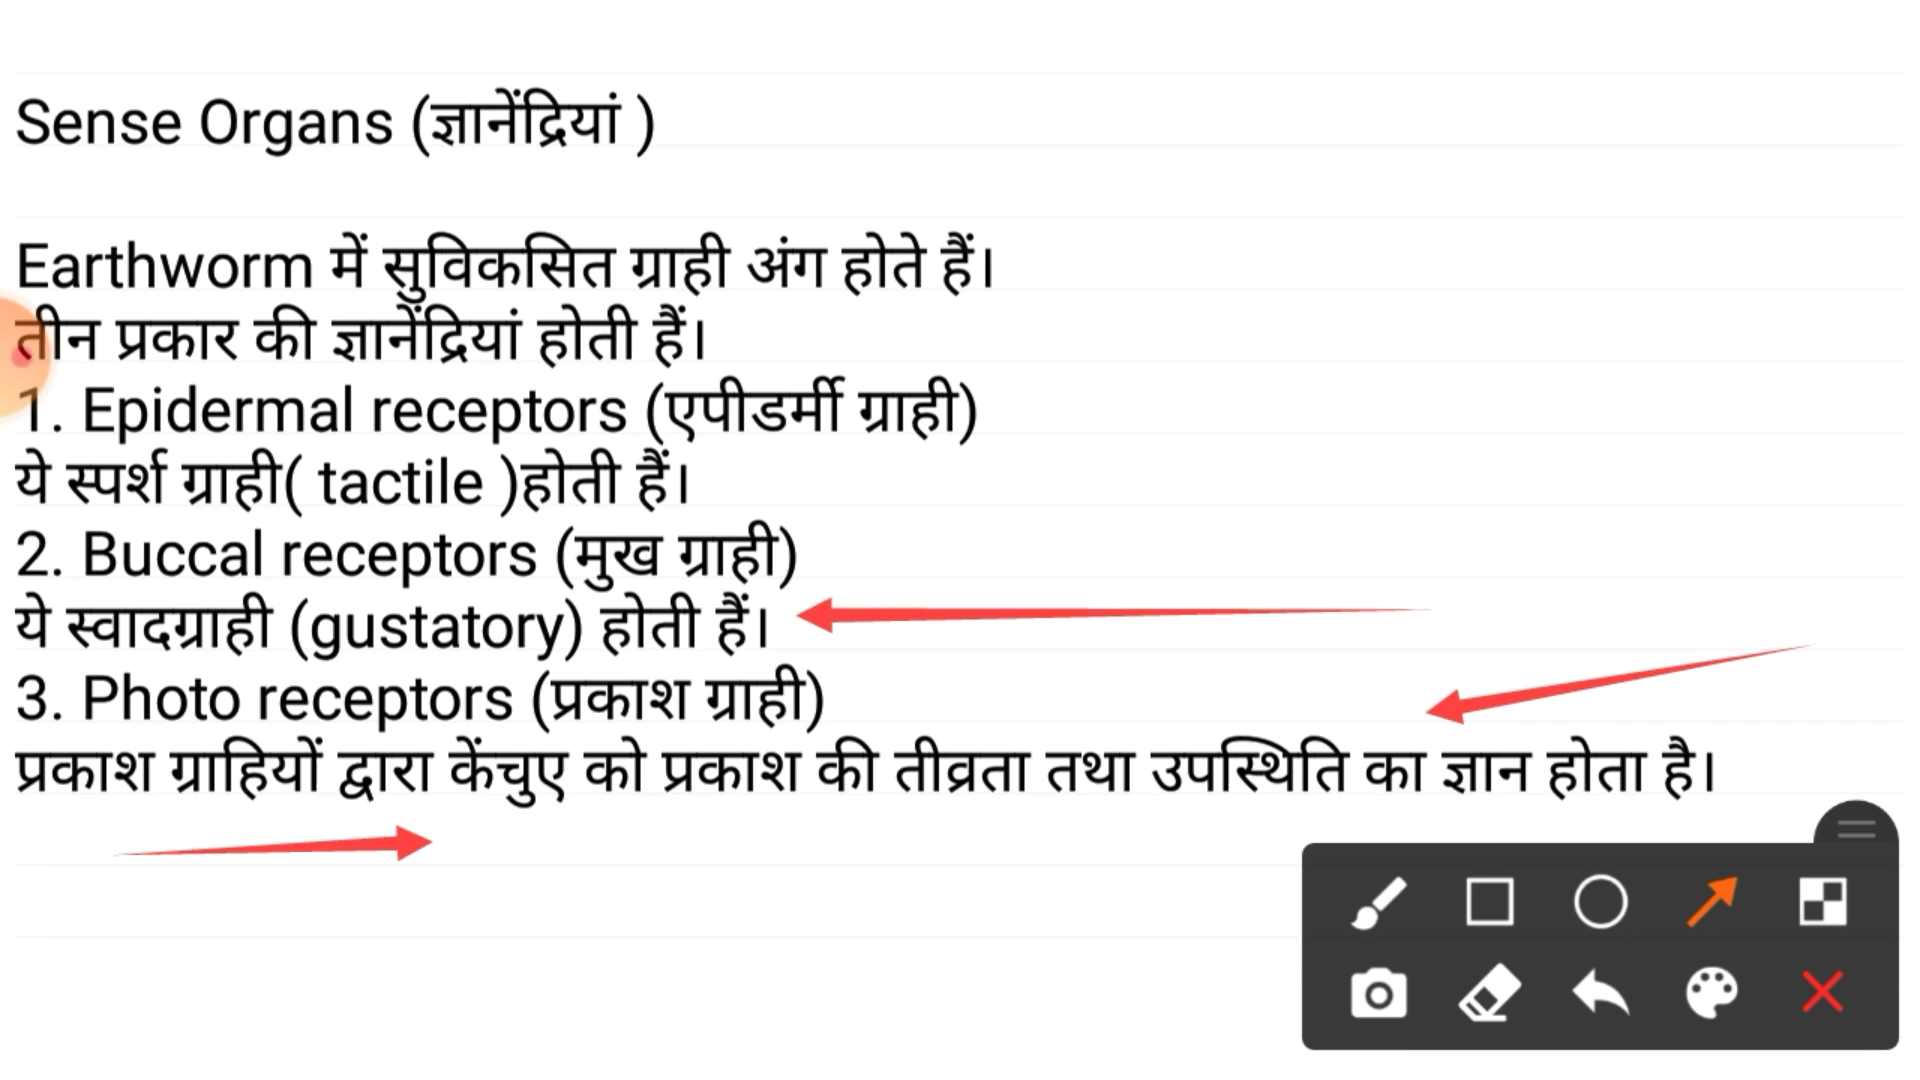 Sense Organs (ज्ञानेंद्रियां )
Earthworm में सुविकसित ग्राही अंग होते हैं।
तीन प्रकार की ज्ञानेंद्रियां होती हैं।
1. Epidermal receptors (एपीडर्मी ग्राही)
ये स्पर्श ग्राही( tactile )होती हैं।
2. Buccal receptors (मुख ग्राही)
ये स्वादग्राही (gustatory) होती हैं।
3. Photo receptors (प्रकाश ग्राही)
प्रकाश ग्राहियों द्वारा केंचुए को प्रकाश की तीव्रता तथा उपस्थिति का ज्ञान होता है।